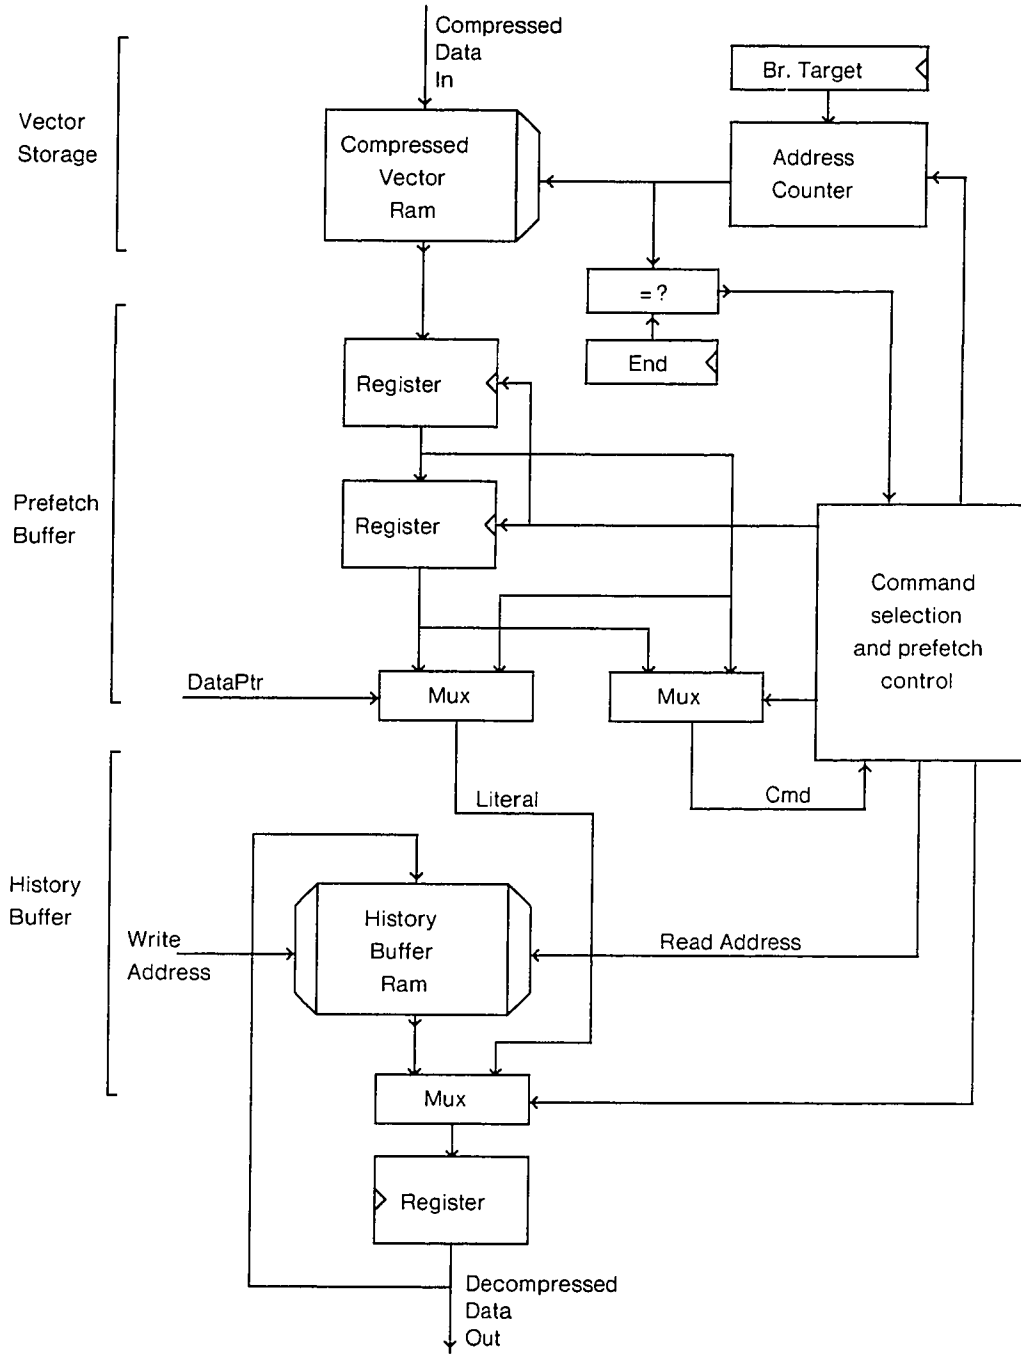 Compressed
Data
In
Br. Target
Vector
Storage
Compressed
Vector
Ram
Address
Counter
= ?
End
Register
Prefetch
Buffer
Register
Command
selection
and prefetch
control
DataPtr
Mux
Mux
Literal
Cmd
History
Buffer
Write
Address
History
Buffer
Ram
Read Address
Mux
Register
Decompressed
Data
Out